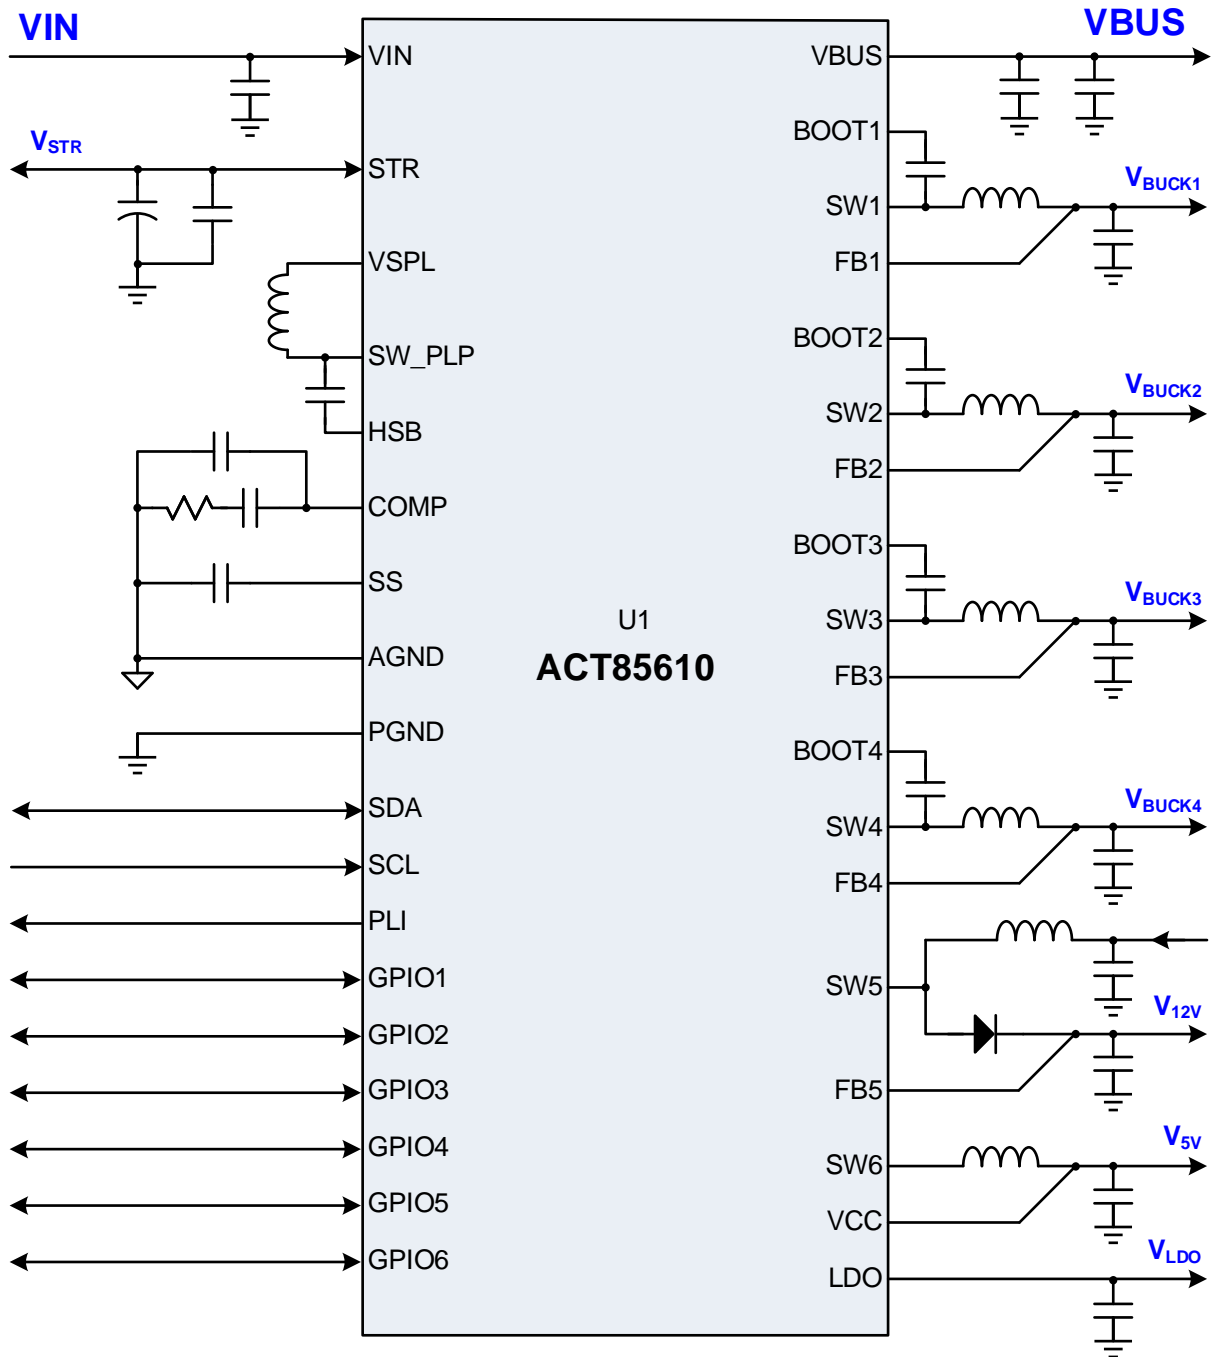 VIN
VBUS
VIN
VBUS
BOOT1
VSTR
STR
VBUCK1
SW1
VSPL
FB1
BOOT2
SW_PLP
VBUCK2
SW2
HSB
FB2
COMP
BOOT3
SS
VBUCK3
U1
SW3
AGND
ACT85610
FB3
PGND
BOOT4
SDA
VBUCK4
SW4
SCL
FB4
PLI
GPIO1
SW5
V12V
GPIO2
GPIO3
FB5
V5V
GPIO4
SW6
GPIO5
VCC
VLDO
GPIO6
LDO